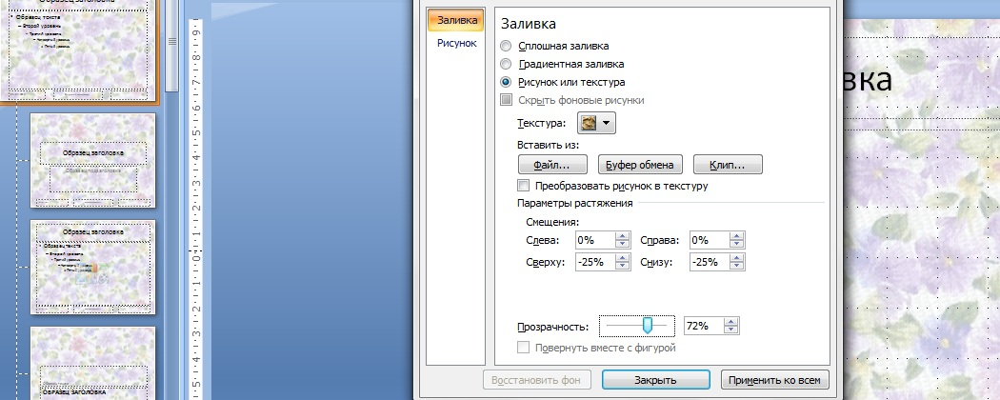 Образец заголовка
• Образец текста
– Второй уровень
• Третий уровень
– Четвертый уровень
» Пятый уровень
Образец заголовка
Образец заголовка
• Образец текста
– Второй уровень
• Третий уровень
– Четвертый уровень
» Пятый уровень
ОБРАЗЕЦ ЗАГОЛОВКА
9 8 7 6 5 4 3 2 1 0 1 2 3 4 5
Заливка
Рисунок
Заливка
Сплошная заливка
Градиентная заливка
Рисунок или текстура
Скрыть фоновые рисунки
Текстура:
Вставить из:
Файл... Буфер обмена Клип...
Преобразовать рисунок в текстуру
Параметры растяжения
Смещения:
Слева: 0% Справа: 0%
Сверху: -25% Снизу: -25%
Прозрачность: 72%
Повернуть вместе с фигурой
Восстановить фон Закрыть Применить ко всем
вка